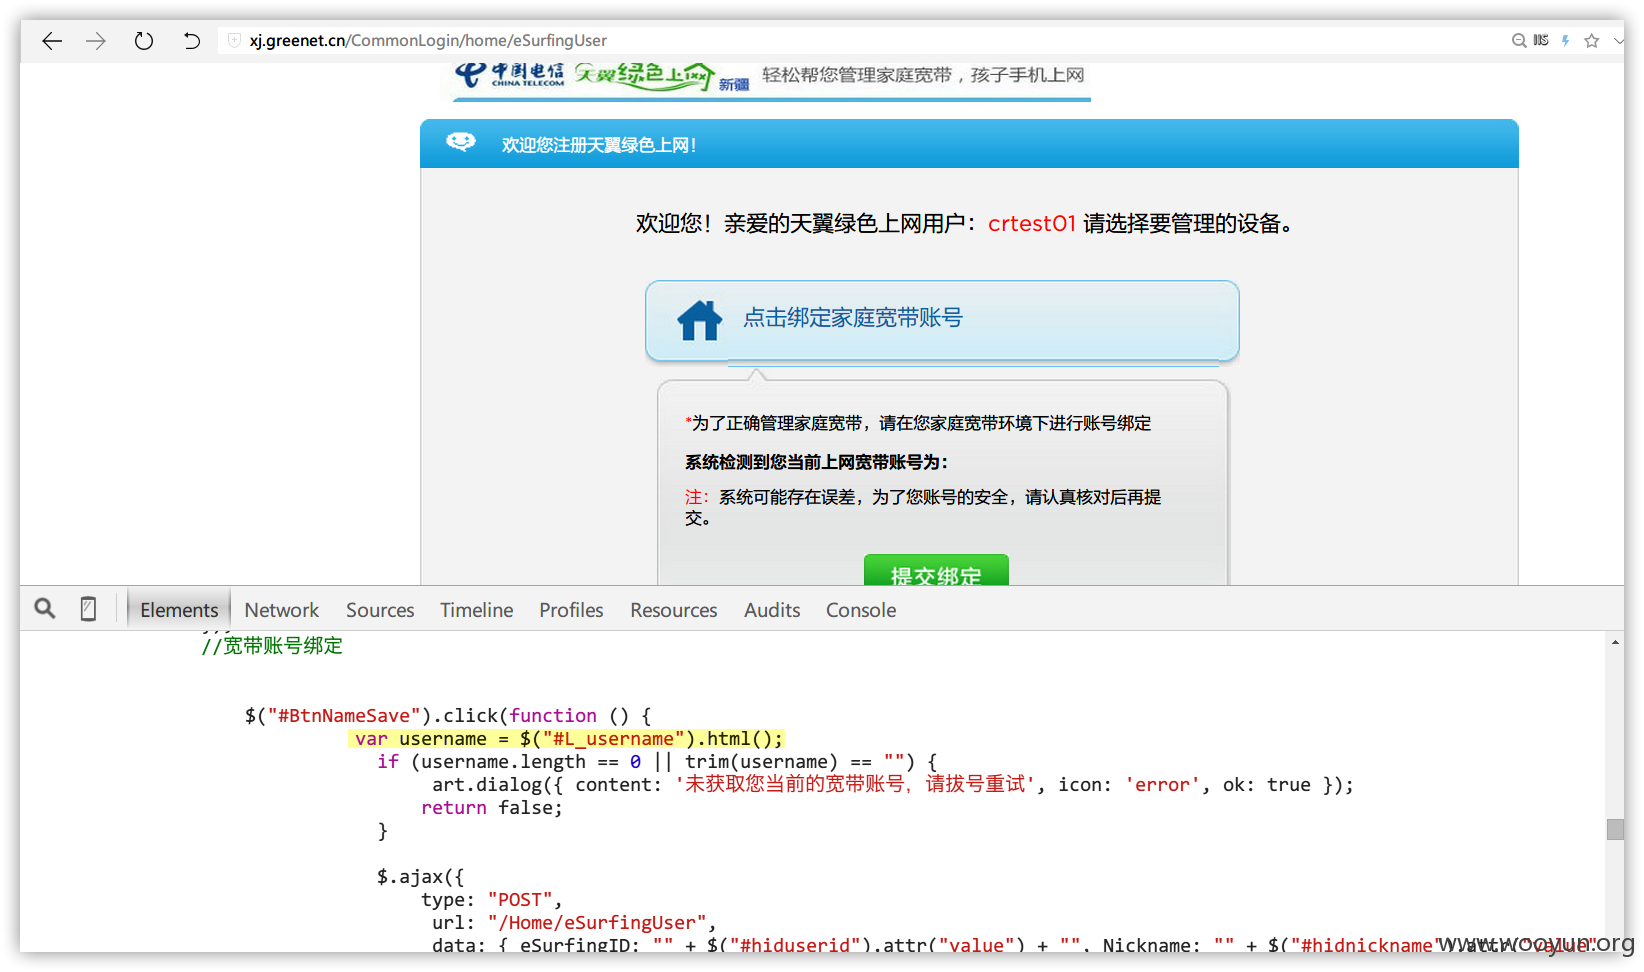 xj.greenet.cn/CommonLogin/home/eSurfingUser
中国电信 CHINA TELECOM 天翼绿色上网 新疆 轻松帮您管理家庭宽带，孩子手机上网
欢迎您注册天翼绿色上网！
欢迎您！亲爱的天翼绿色上网用户：crtest01 请选择要管理的设备。
点击绑定家庭宽带账号
*为了正确管理家庭宽带，请在您家庭宽带环境下进行账号绑定
系统检测到您当前上网宽带账号为：
注：系统可能存在误差，为了您账号的安全，请认真核对后再提
交。
提交绑定
Elements Network Sources Timeline Profiles Resources Audits Console
//宽带账号绑定
$("#BtnNameSave").click(function () {
var username = $("#L_username").html();
if (username.length == 0 || trim(username) == "") {
art.dialog({ content: '未获取您当前的宽带账号，请拔号重试', icon: 'error', ok: true });
return false;
}
$.ajax({
type: "POST",
url: "/Home/eSurfingUser",
data: { eSurfingID: "" + $("#hiduserid").attr("value") + "", Nickname: "" + $("#hidnickname").attr("value"
www.wooyun.org